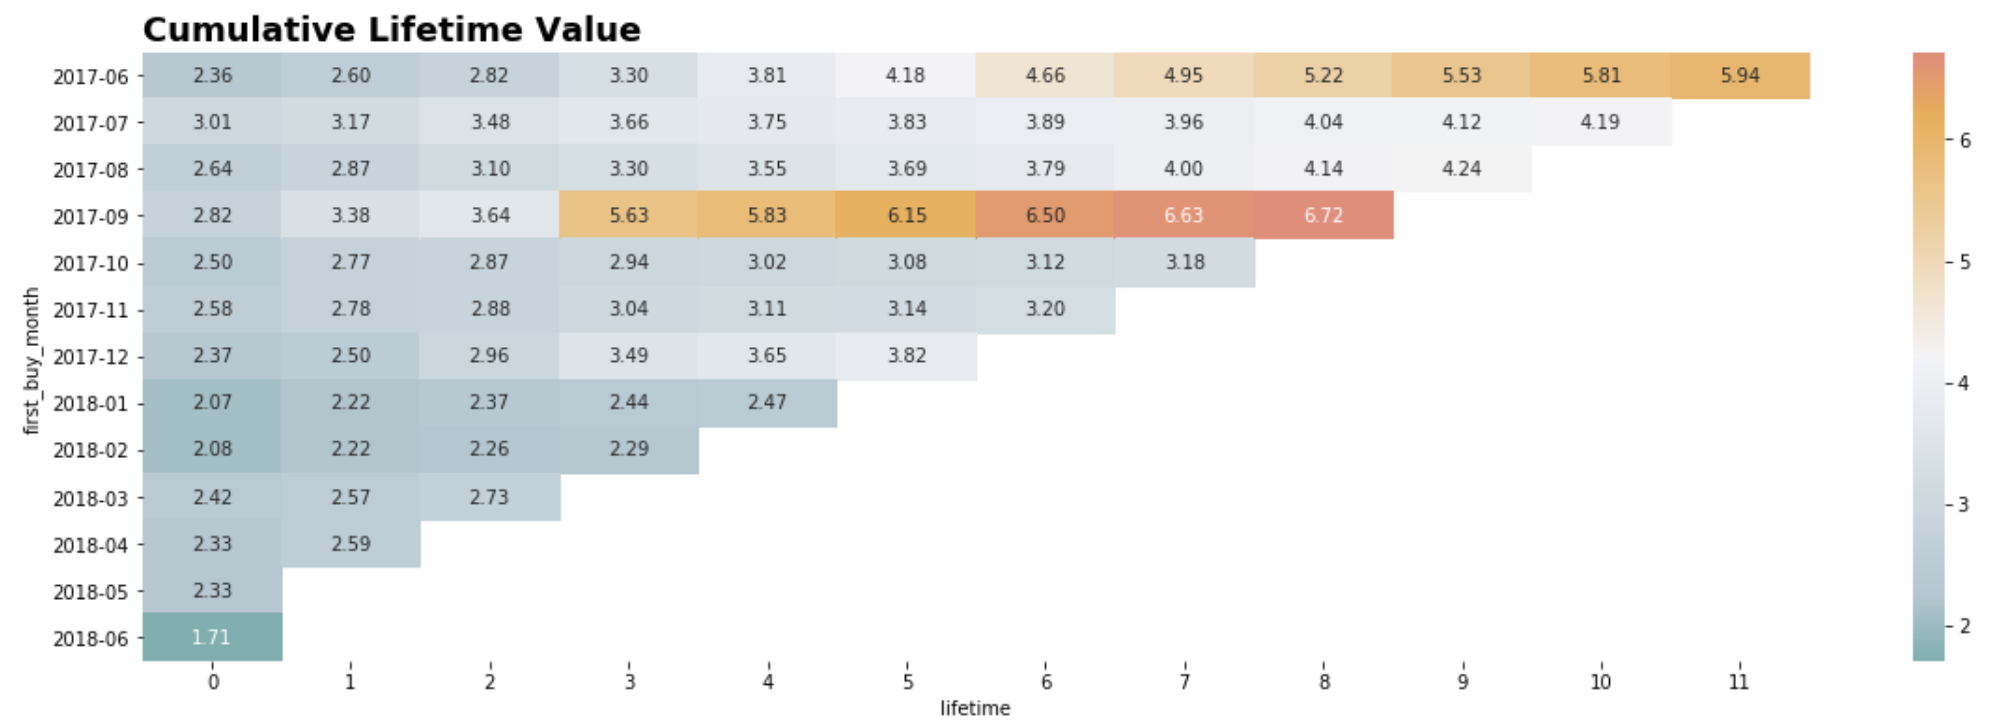 Cumulative Lifetime Value
2017-06 2.36 2.60 2.82 3.30 3.81 4.18 4.66 4.95 5.22 5.53 5.81 5.94
2017-07 3.01 3.17 3.48 3.66 3.75 3.83 3.89 3.96 4.04 4.12 4.19
2017-08 2.64 2.87 3.10 3.30 3.55 3.69 3.79 4.00 4.14 4.24
2017-09 2.82 3.38 3.64 5.63 5.83 6.15 6.50 6.63 6.72
2017-10 2.50 2.77 2.87 2.94 3.02 3.08 3.12 3.18
2017-11 2.58 2.78 2.88 3.04 3.11 3.14 3.20
2017-12 2.37 2.50 2.96 3.49 3.65 3.82
2018-01 2.07 2.22 2.37 2.44 2.47
2018-02 2.08 2.22 2.26 2.29
2018-03 2.42 2.57 2.73
2018-04 2.33 2.59
2018-05 2.33
2018-06 1.71
first_buy_month
0 1 2 3 4 5 6 7 8 9 10 11
lifetime
6
5
4
3
2